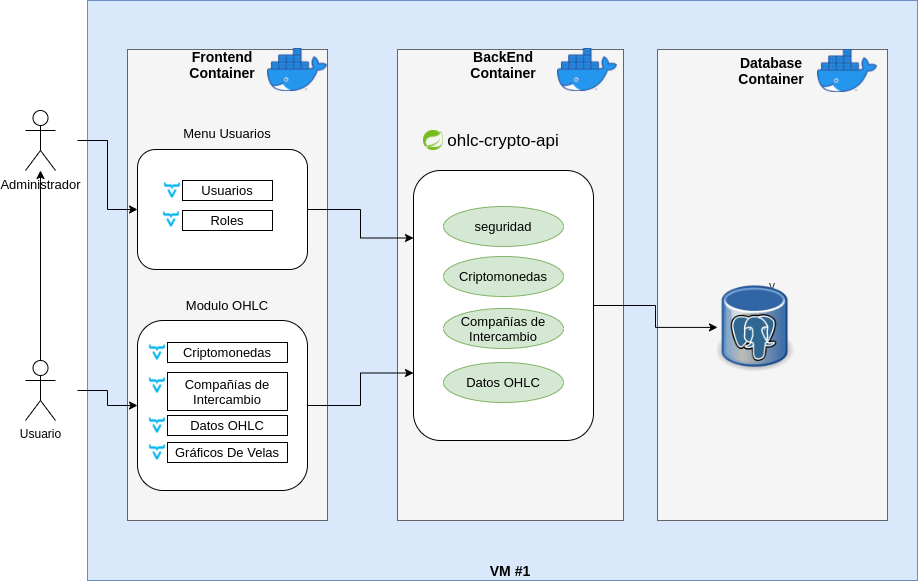 Frontend
Container
BackEnd
Container
Database
Container
Menu Usuarios
Usuarios
Roles
Administrador
ohlc-crypto-api
seguridad
Criptomonedas
Compañías de
Intercambio
Datos OHLC
v
Modulo OHLC
Criptomonedas
Compañías de
Intercambio
Datos OHLC
Gráficos De Velas
Usuario
VM #1